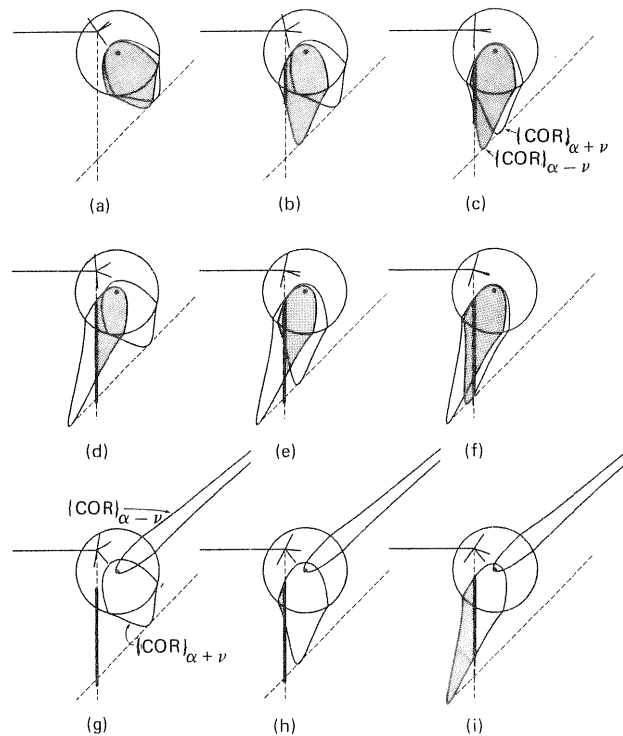 (a)
(b)
(c)
{COR}α + ν
{COR}α − ν
(d)
(e)
(f)
{COR}α − ν
{COR}α + ν
(g)
(h)
(i)